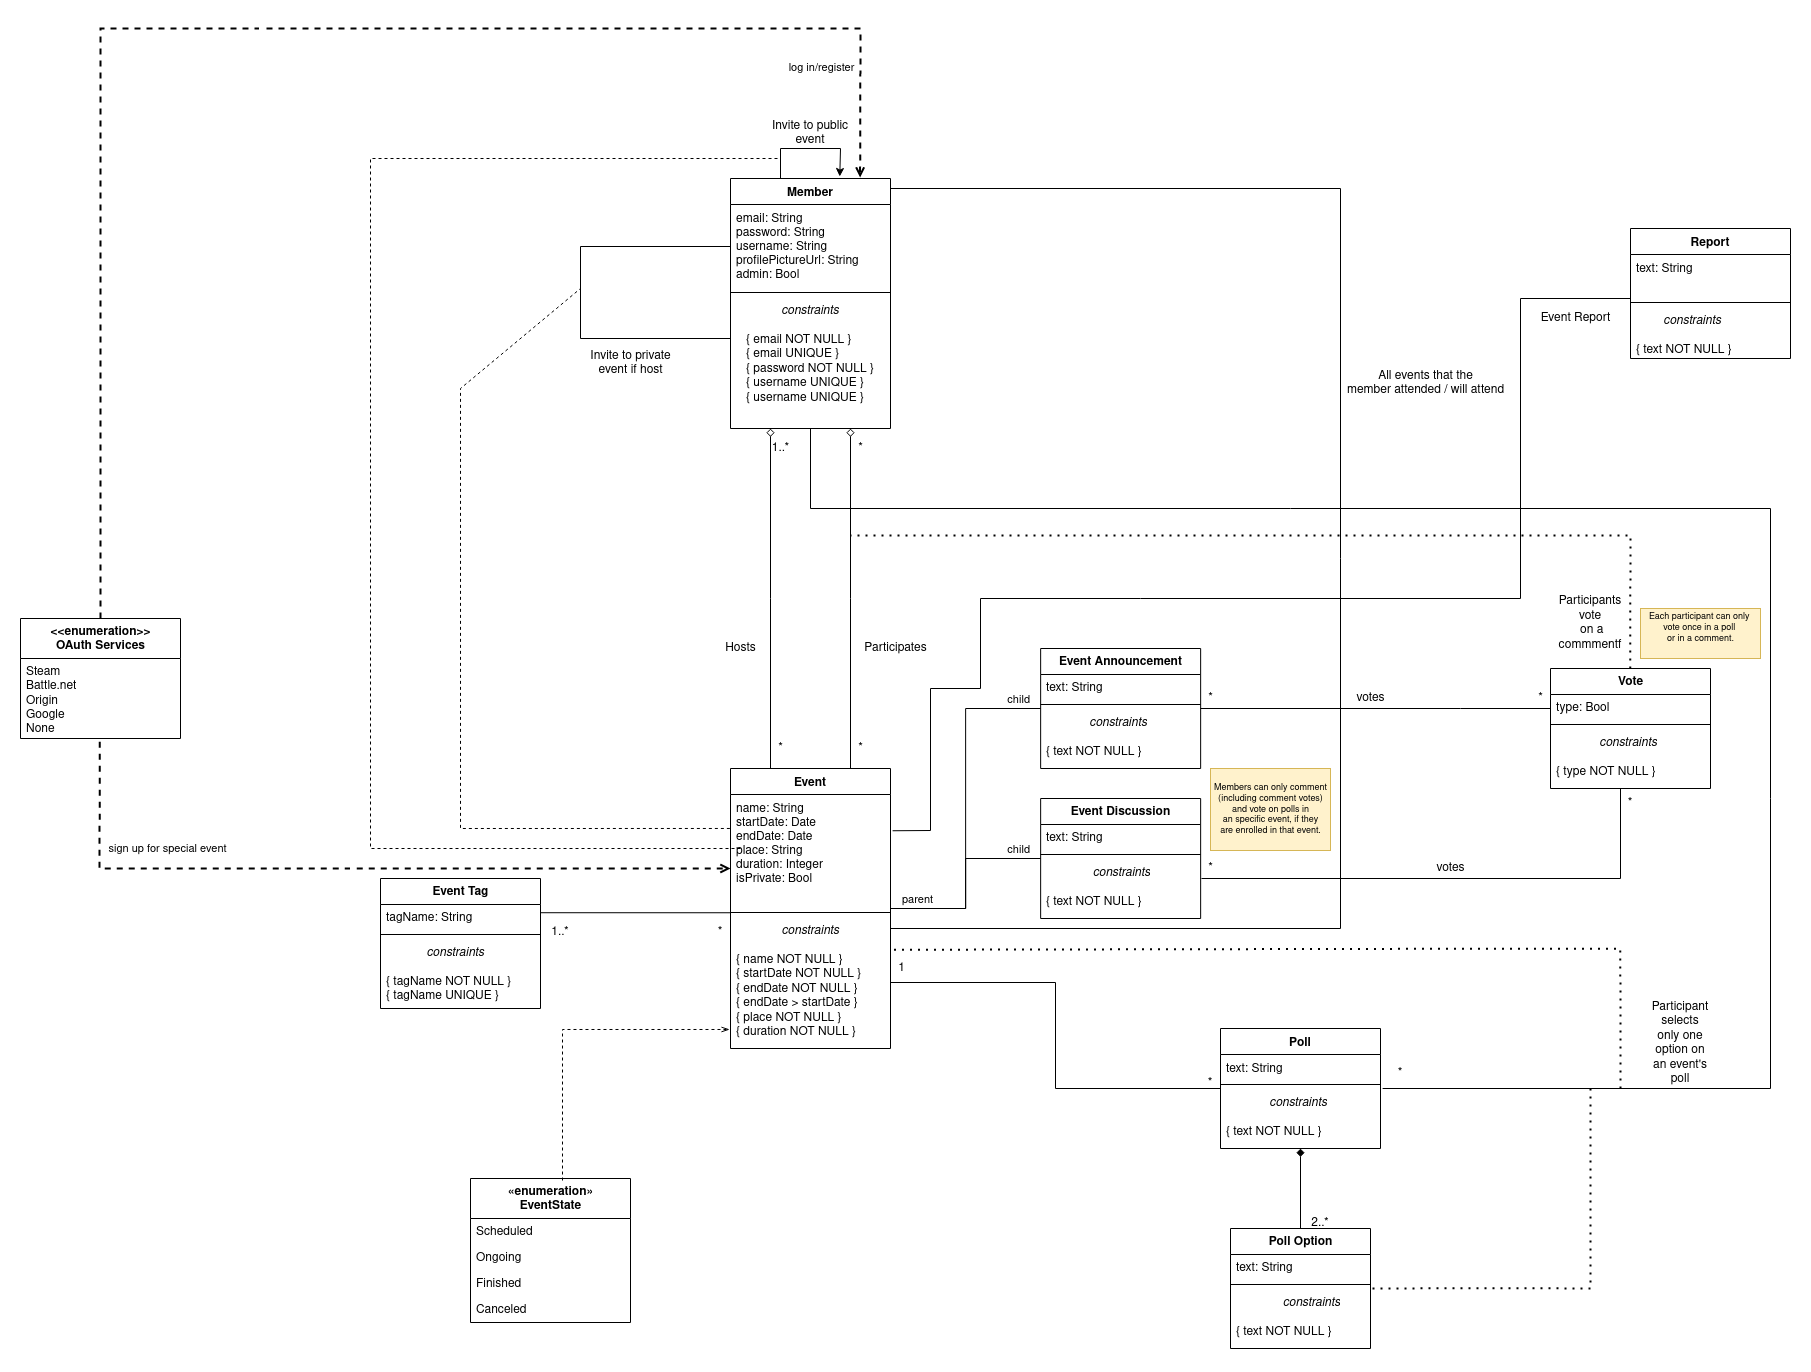 log in/register
Invite to public
event
Member
email: String
password: String
username: String
profilePictureUrl: String
admin: Bool
constraints
{ email NOT NULL }
{ email UNIQUE }
{ password NOT NULL }
{ username UNIQUE }
{ username UNIQUE }
Invite to private
event if host
Report
text: String
constraints
{ text NOT NULL }
Event Report
All events that the
member attended / will attend
1..*
*
<<enumeration>>
OAuth Services
Steam
Battle.net
Origin
Google
None
Hosts
Participates
*
*
Participants
vote
on a
commmentf
Each participant can only
vote once in a poll
or in a comment.
Event Announcement
text: String
constraints
{ text NOT NULL }
child
*
votes
*
Vote
type: Bool
constraints
{ type NOT NULL }
*
Members can only comment
(including comment votes)
and vote on polls in
an specific event, if they
are enrolled in that event.
Event Discussion
text: String
constraints
{ text NOT NULL }
child
*
votes
parent
sign up for special event
Event
name: String
startDate: Date
endDate: Date
place: String
duration: Integer
isPrivate: Bool
constraints
{ name NOT NULL }
{ startDate NOT NULL }
{ endDate NOT NULL }
{ endDate > startDate }
{ place NOT NULL }
{ duration NOT NULL }
Event Tag
tagName: String
constraints
{ tagName NOT NULL }
{ tagName UNIQUE }
1..*
*
1
*
Poll
text: String
constraints
{ text NOT NULL }
*
Participant
selects
only one
option on
an event's
poll
«enumeration»
EventState
Scheduled
Ongoing
Finished
Canceled
2..*
Poll Option
text: String
constraints
{ text NOT NULL }